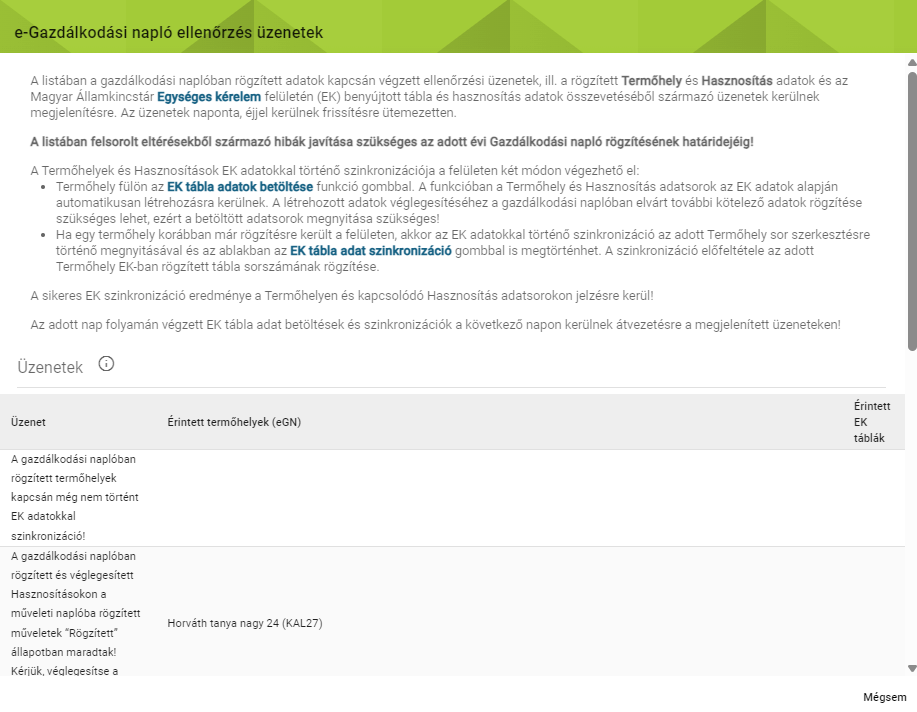 e-Gazdálkodási napló ellenőrzés üzenetek
A listában a gazdálkodási naplóban rögzített adatok kapcsán végzett ellenőrzési üzenetek, ill. a rögzített Termőhely és Hasznosítás adatok és az
Magyar Államkincstár Egységes kérelem felületén (EK) benyújtott tábla és hasznosítás adatok összevetéséből származó üzenetek kerülnek
megjelenítésre. Az üzenetek naponta, éjjel kerülnek frissítésre ütemezetten.
A listában felsorolt eltérésekből származó hibák javítása szükséges az adott évi Gazdálkodási napló rögzítésének határidejéig!
A Termőhelyek és Hasznosítások EK adatokkal történő szinkronizációja a felületen két módon végezhető el:
• Termőhely fülön az EK tábla adatok betöltése funkció gombbal. A funkcióban a Termőhely és Hasznosítás adatsorok az EK adatok alapján
automatikusan létrehozásra kerülnek. A létrehozott adatok véglegesítéséhez a gazdálkodási naplóban elvárt további kötelező adatok rögzítése
szükséges lehet, ezért a betöltött adatsorok megnyitása szükséges!
• Ha egy termőhely korábban már rögzítésre került a felületen, akkor az EK adatokkal történő szinkronizáció az adott Termőhely sor szerkesztésre
történő megnyitásával és az ablakban az EK tábla adat szinkronizáció gombbal is megtörténhet. A szinkronizáció előfeltétele az adott
Termőhely EK-ban rögzített tábla sorszámának rögzítése.
A sikeres EK szinkronizáció eredménye a Termőhelyen és kapcsolódó Hasznosítás adatsorokon jelzésre kerül!
Az adott nap folyamán végzett EK tábla adat betöltések és szinkronizációk a következő napon kerülnek átvezetésre a megjelenített üzeneteken!
Üzenetek
Üzenet
Érintett termőhelyek (eGN)
Érintett
EK
táblák
A gazdálkodási naplóban
rögzített termőhelyek
kapcsán még nem történt
EK adatokkal
szinkronizáció!
A gazdálkodási naplóban
rögzített és véglegesített
Hasznosításokon a
műveleti naplóba rögzített
műveletek “Rögzített”
állapotban maradtak!
Kérjük, véglegesítse a
Horváth tanya nagy 24 (KAL27)
Mégsem